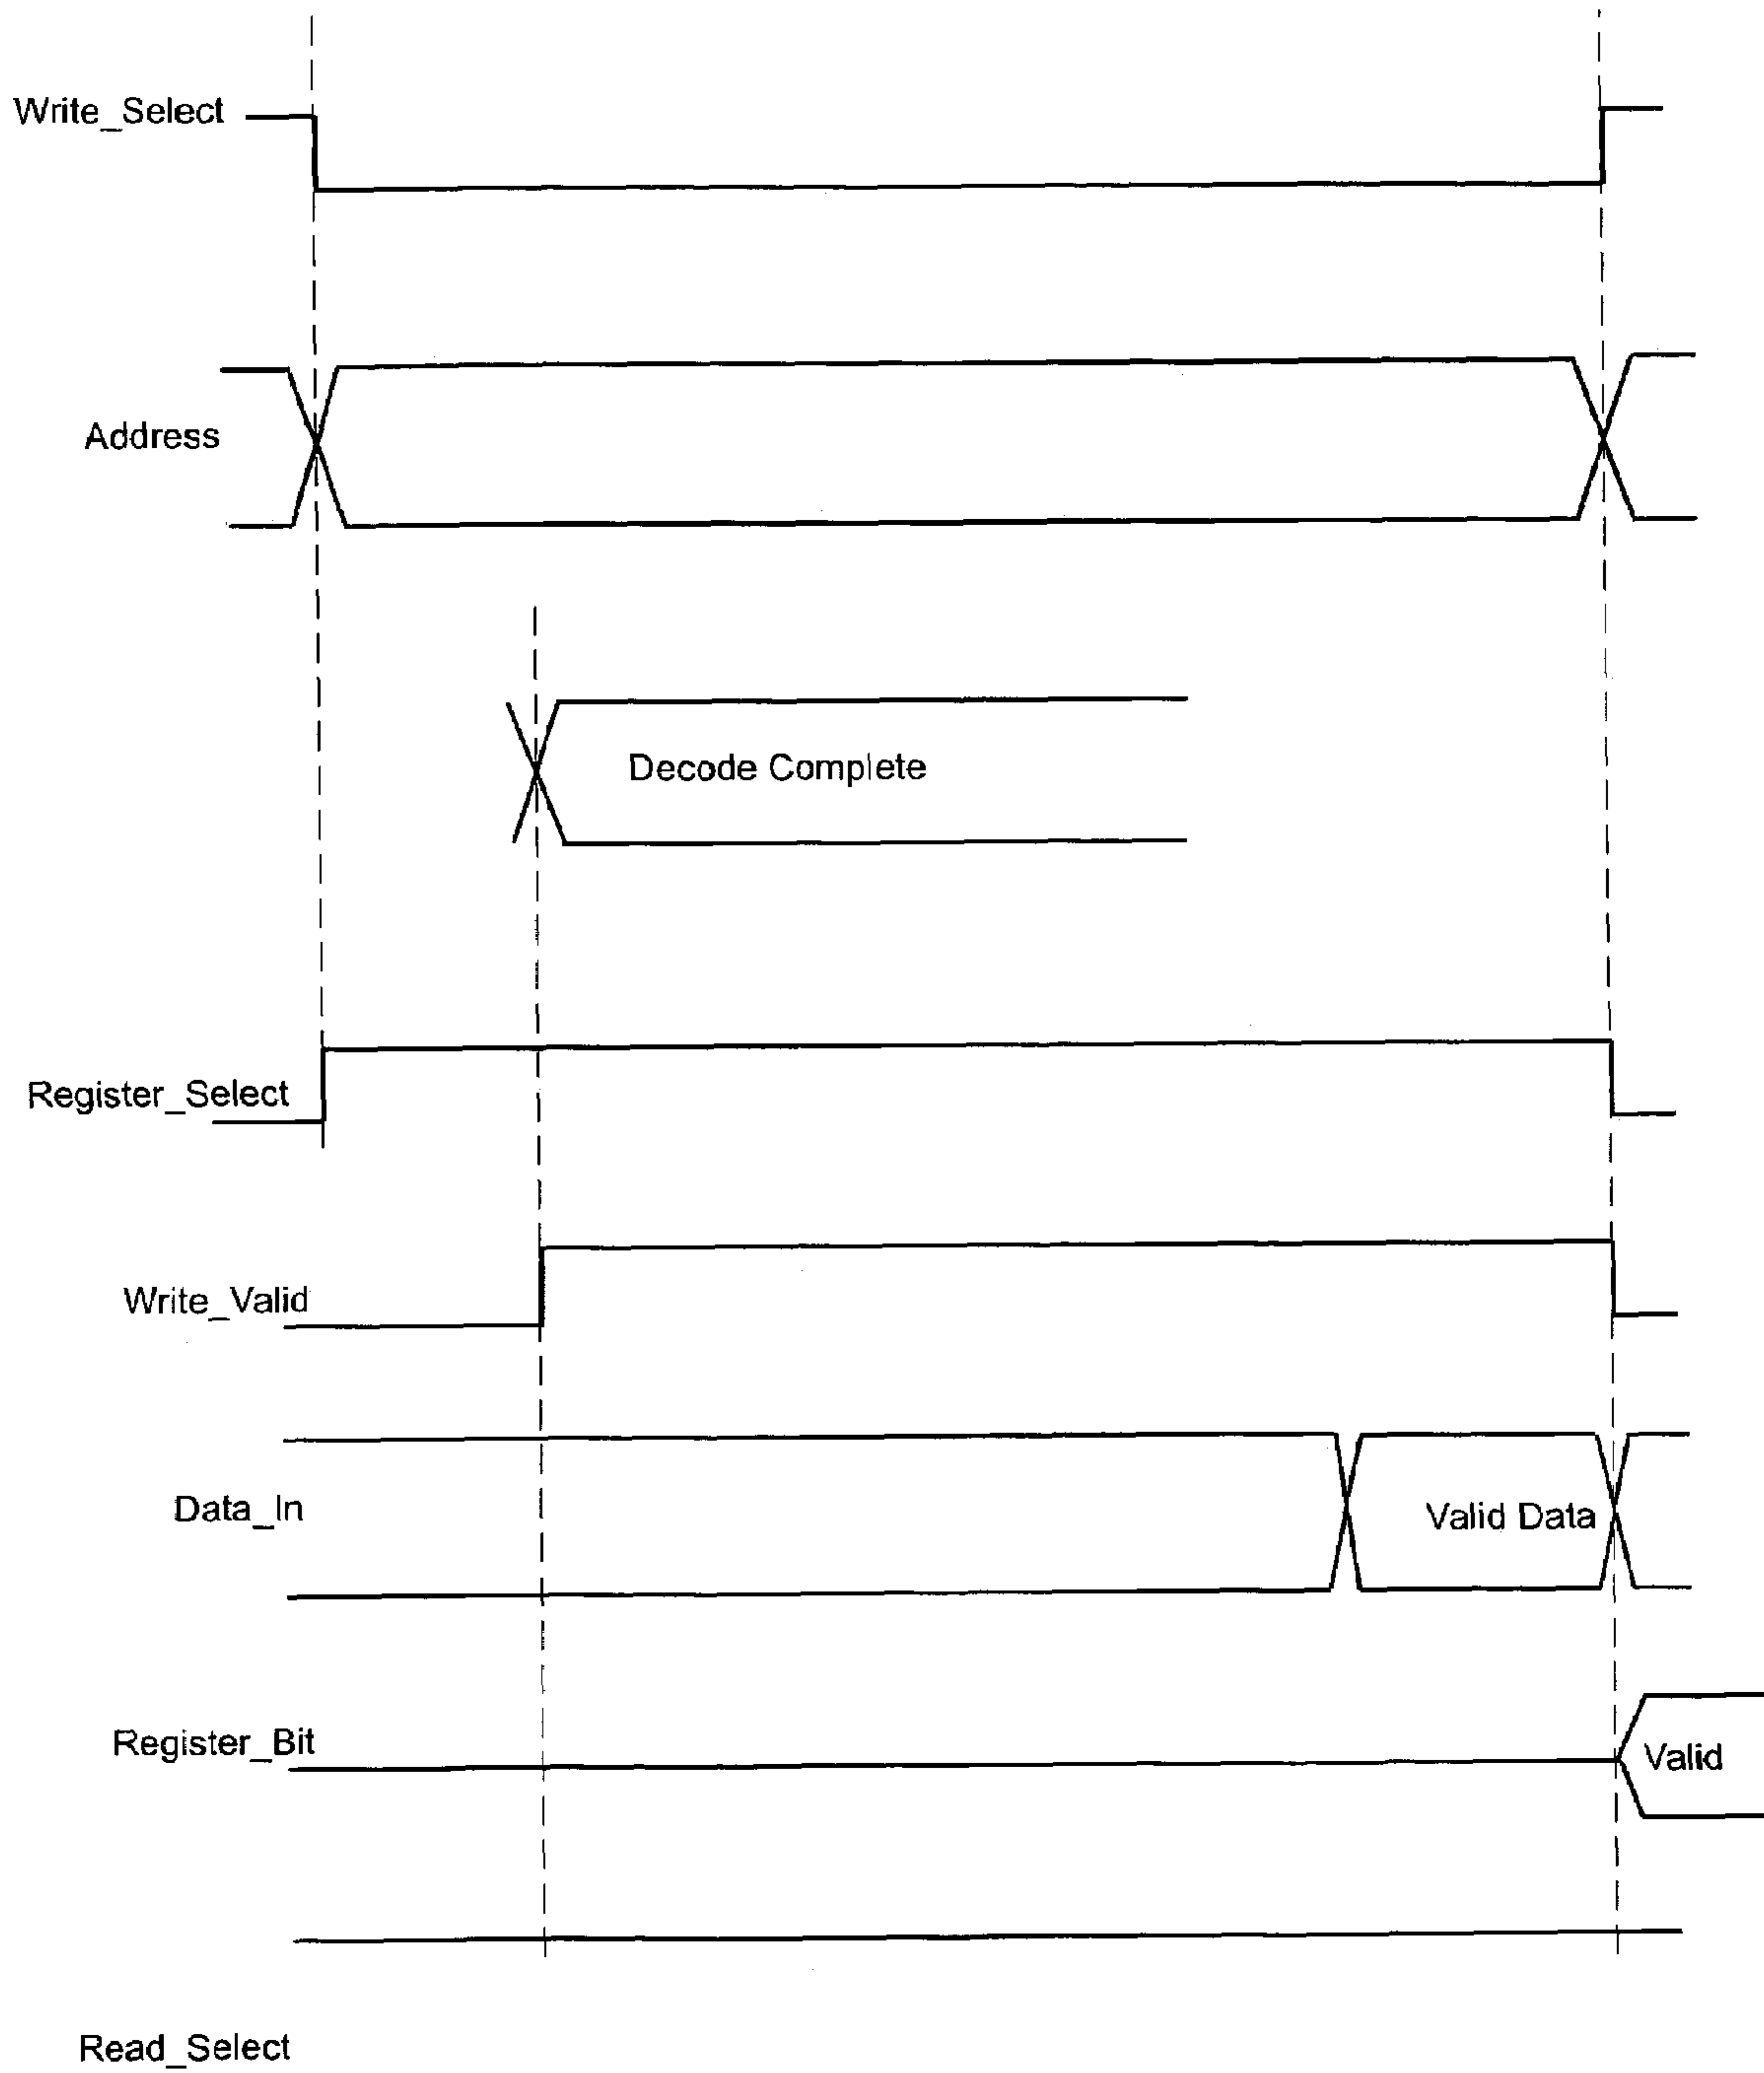 Write_Select
Address
Decode Complete
Register_Select
Write_Valid
Data_In
Valid Data
Register_Bit
Valid
Read_Select